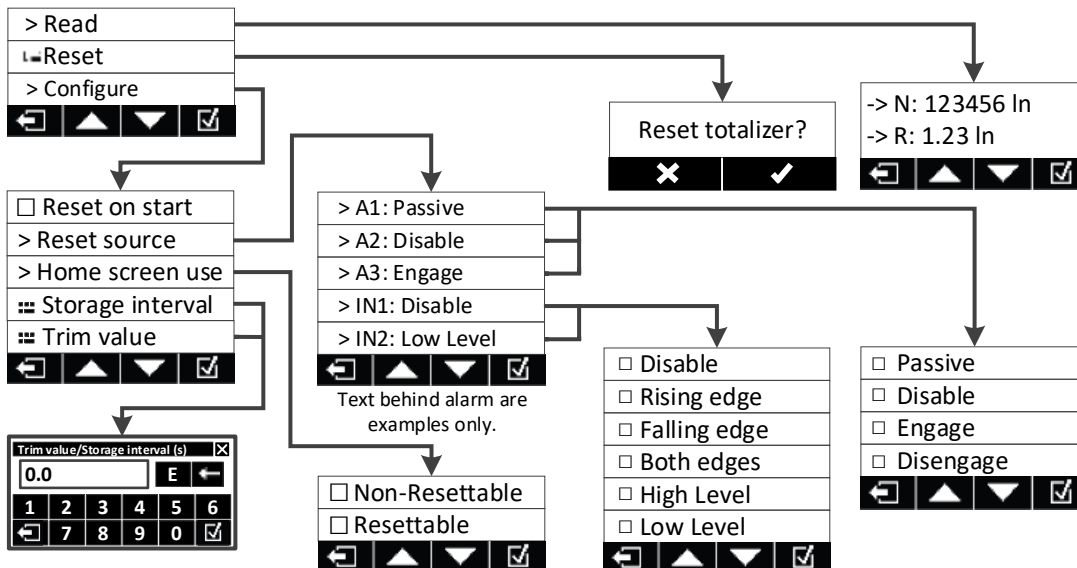 > Read
Reset
> Configure
Reset totalizer?
-> N: 123456 ln
-> R: 1.23 ln
Reset on start
> Reset source
> Home screen use
Storage interval
Trim value
> A1: Passive
> A2: Disable
> A3: Engage
> IN1: Disable
> IN2: Low Level
Text behind alarm are
examples only.
Disable
Rising edge
Falling edge
Both edges
High Level
Low Level
Passive
Disable
Engage
Disengage
Trim value/Storage interval (s)
0.0 E
1 2 3 4 5 6
7 8 9 0
Non-Resettable
Resettable